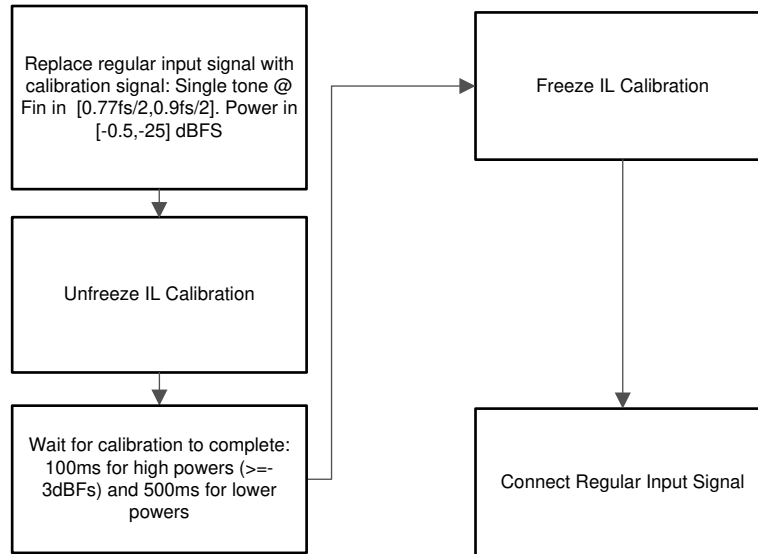 Replace regular input signal with
calibration signal: Single tone @
Fin in  [0.77fs/2,0.9fs/2]. Power in
[-0.5,-25] dBFS
Unfreeze IL Calibration
Wait for calibration to complete:
100ms for high powers (>=-
3dBFs) and 500ms for lower
powers
Freeze IL Calibration
Connect Regular Input Signal